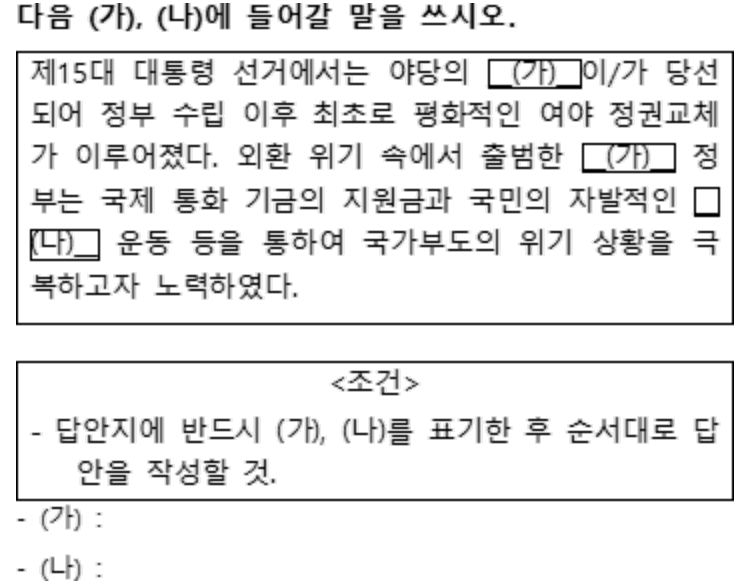 다음 (가), (나)에 들어갈 말을 쓰시오.
제15대 대통령 선거에서는 야당의 (가) 이/가 당선
되어 정부 수립 이후 최초로 평화적인 여야 정권교체
가 이루어졌다. 외환 위기 속에서 출범한 (가) 정
부는 국제 통화 기금의 지원금과 국민의 자발적인
(나) 운동 등을 통하여 국가부도의 위기 상황을 극
복하고자 노력하였다.
<조건>
- 답안지에 반드시 (가), (나)를 표기한 후 순서대로 답
안을 작성할 것.
- (가) :
- (나) :